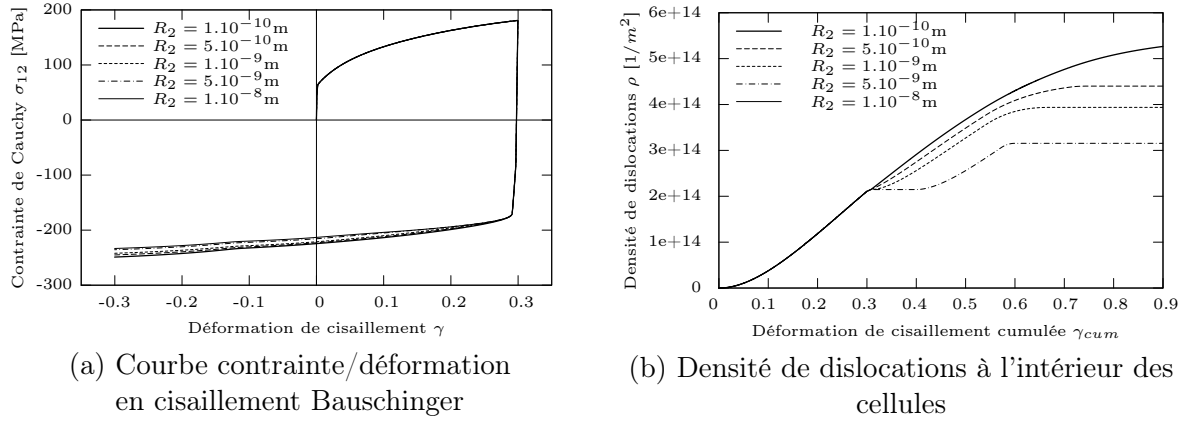 Contrainte de Cauchy σ12 [MPa]
200
100
0
-100
-200
-300
R2 = 1.10−10m
R2 = 5.10−10m
R2 = 1.10−9m
R2 = 5.10−9m
R2 = 1.10−8m
-0.3 -0.2 -0.1 0 0.1 0.2 0.3
Déformation de cisaillement γ
(a) Courbe contrainte/déformation
en cisaillement Bauschinger
Densité de dislocations ρ [1/m2]
6e+14
5e+14
4e+14
3e+14
2e+14
1e+14
0
R2 = 1.10−10m
R2 = 5.10−10m
R2 = 1.10−9m
R2 = 5.10−9m
R2 = 1.10−8m
0 0.1 0.2 0.3 0.4 0.5 0.6 0.7 0.8 0.9
Déformation de cisaillement cumulée γcum
(b) Densité de dislocations à l'intérieur des
cellules